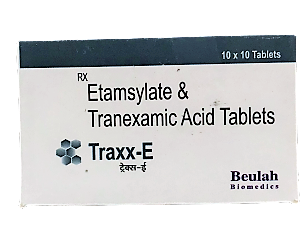 10 x 10 Tablets
RX
Etamsylate &
Tranexamic Acid Tablets
Traxx-E
ट्रेक्स-ई
Beulah
Biomedics